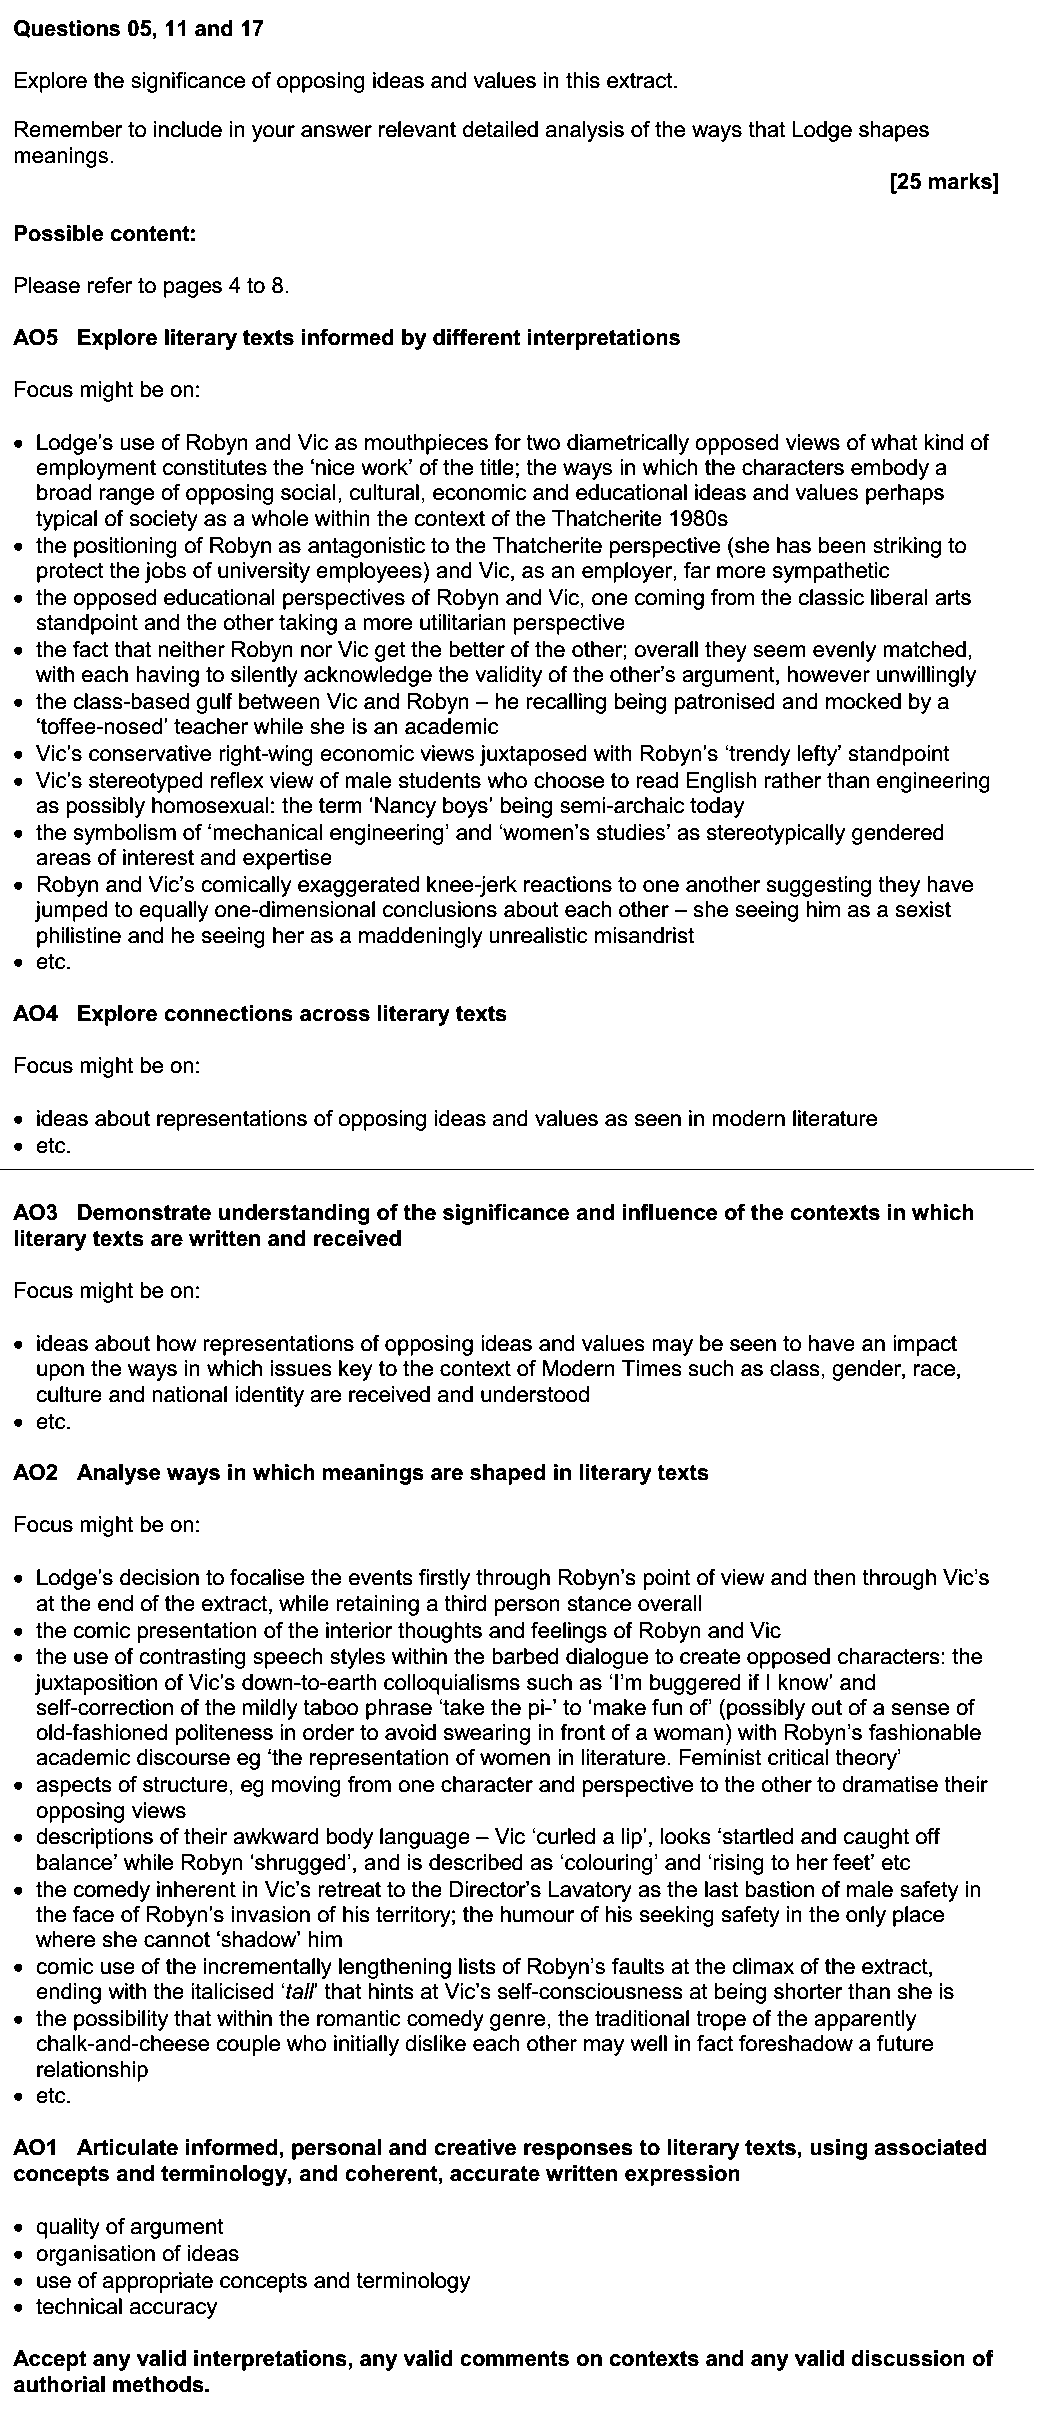 Questions 05, 11 and 17
Explore the significance of opposing ideas and values in this extract.
Remember to include in your answer relevant detailed analysis of the ways that Lodge shapes
meanings.
[25 marks]
Possible content:
Please refer to pages 4 to 8.
AO5 Explore literary texts informed by different interpretations
Focus might be on:
• Lodge's use of Robyn and Vic as mouthpieces for two diametrically opposed views of what kind of
employment constitutes the 'nice work' of the title; the ways in which the characters embody a
broad range of opposing social, cultural, economic and educational ideas and values perhaps
typical of society as a whole within the context of the Thatcherite 1980s
• the positioning of Robyn as antagonistic to the Thatcherite perspective (she has been striking to
protect the jobs of university employees) and Vic, as an employer, far more sympathetic
• the opposed educational perspectives of Robyn and Vic, one coming from the classic liberal arts
standpoint and the other taking a more utilitarian perspective
• the fact that neither Robyn nor Vic get the better of the other; overall they seem evenly matched,
with each having to silently acknowledge the validity of the other's argument, however unwillingly
• the class-based gulf between Vic and Robyn – he recalling being patronised and mocked by a
'toffee-nosed' teacher while she is an academic
• Vic's conservative right-wing economic views juxtaposed with Robyn's 'trendy lefty' standpoint
• Vic's stereotyped reflex view of male students who choose to read English rather than engineering
as possibly homosexual: the term 'Nancy boys' being semi-archaic today
• the symbolism of 'mechanical engineering' and 'women's studies' as stereotypically gendered
areas of interest and expertise
• Robyn and Vic's comically exaggerated knee-jerk reactions to one another suggesting they have
jumped to equally one-dimensional conclusions about each other – she seeing him as a sexist
philistine and he seeing her as a maddeningly unrealistic misandrist
• etc.
AO4 Explore connections across literary texts
Focus might be on:
• ideas about representations of opposing ideas and values as seen in modern literature
• etc.
AO3 Demonstrate understanding of the significance and influence of the contexts in which
literary texts are written and received
Focus might be on:
• ideas about how representations of opposing ideas and values may be seen to have an impact
upon the ways in which issues key to the context of Modern Times such as class, gender, race,
culture and national identity are received and understood
• etc.
AO2 Analyse ways in which meanings are shaped in literary texts
Focus might be on:
• Lodge's decision to focalise the events firstly through Robyn's point of view and then through Vic's
at the end of the extract, while retaining a third person stance overall
• the comic presentation of the interior thoughts and feelings of Robyn and Vic
• the use of contrasting speech styles within the barbed dialogue to create opposed characters: the
juxtaposition of Vic's down-to-earth colloquialisms such as 'I'm buggered if I know' and
self-correction of the mildly taboo phrase 'take the pi-' to 'make fun of' (possibly out of a sense of
old-fashioned politeness in order to avoid swearing in front of a woman) with Robyn's fashionable
academic discourse eg 'the representation of women in literature. Feminist critical theory'
• aspects of structure, eg moving from one character and perspective to the other to dramatise their
opposing views
• descriptions of their awkward body language – Vic 'curled a lip', looks 'startled and caught off
balance' while Robyn 'shrugged', and is described as 'colouring' and 'rising to her feet' etc
• the comedy inherent in Vic's retreat to the Director's Lavatory as the last bastion of male safety in
the face of Robyn's invasion of his territory; the humour of his seeking safety in the only place
where she cannot 'shadow' him
• comic use of the incrementally lengthening lists of Robyn's faults at the climax of the extract,
ending with the italicised 'tall' that hints at Vic's self-consciousness at being shorter than she is
• the possibility that within the romantic comedy genre, the traditional trope of the apparently
chalk-and-cheese couple who initially dislike each other may well in fact foreshadow a future
relationship
• etc.
AO1 Articulate informed, personal and creative responses to literary texts, using associated
concepts and terminology, and coherent, accurate written expression
• quality of argument
• organisation of ideas
• use of appropriate concepts and terminology
• technical accuracy
Accept any valid interpretations, any valid comments on contexts and any valid discussion of
authorial methods.